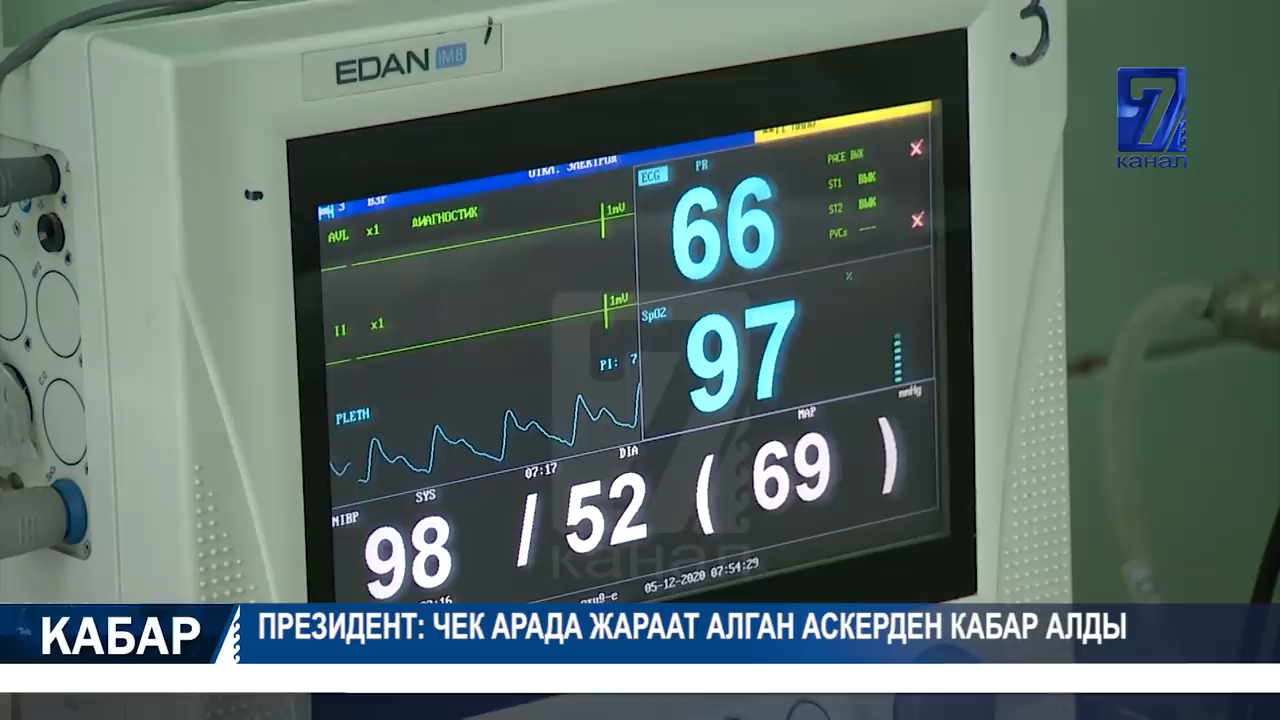 EDAN iM8
3
7
канал
AVL x1 ДИАГНОСТИК
1mV
ECG
PR
66
PACE ВЫК
ST1 ВЫК
ST2 ВЫК
PVCs ---
II x1
1mV
PI: 7
SpO2
%
97
PLETH
mmHg
NIBP
SYS
07:17
DIA
MAP
98 / 52 ( 69 )
05-12-2020 07:54:29
7
канал
КАБАР
ПРЕЗИДЕНТ: ЧЕК АРАДА ЖАРААТ АЛГАН АСКЕРДЕН КАБАР АЛДЫ